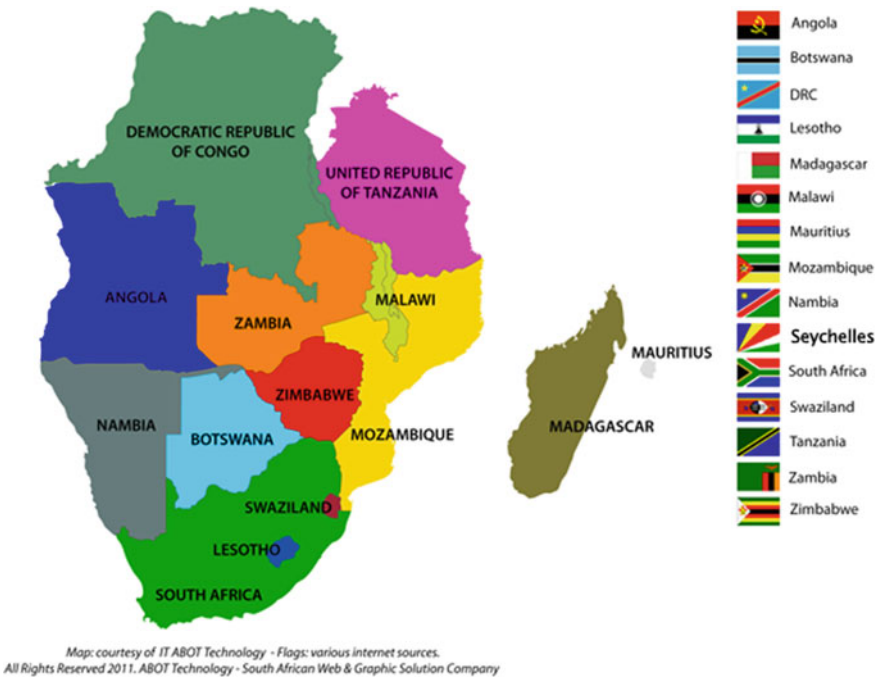 DEMOCRATIC REPUBLIC
OF CONGO
UNITED REPUBLIC
OF TANZANIA
ANGOLA
ZAMBIA
MALAWI
MAURITIUS
ZIMBABWE
NAMBIA
BOTSWANA
MOZAMBIQUE
MADAGASCAR
SWAZILAND
LESOTHO
SOUTH AFRICA
Angola
Botswana
DRC
Lesotho
Madagascar
Malawi
Mauritius
Mozambique
Nambia
Seychelles
South Africa
Swaziland
Tanzania
Zambia
Zimbabwe
Map: courtesy of IT ABOT Technology - Flags: various internet sources.
All Rights Reserved 2011. ABOT Technology - South African Web & Graphic Solution Company